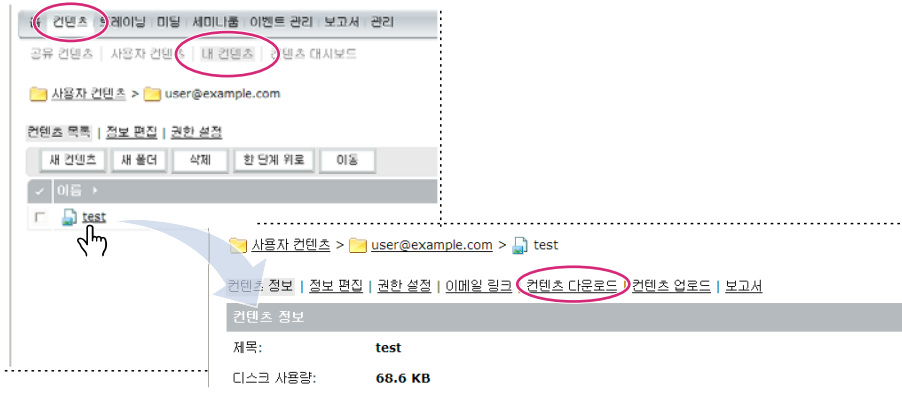 홈 컨텐츠 트레이닝 미팅 세미나룸 이벤트 관리 보고서 관리
공유 컨텐츠 | 사용자 컨텐츠 | 내 컨텐츠 | 컨텐츠 대시보드
사용자 컨텐츠 > user@example.com
컨텐츠 목록 | 정보 편집 | 권한 설정
새 컨텐츠 새 폴더 삭제 한 단계 위로 이동
이름
test
사용자 컨텐츠 > user@example.com > test
컨텐츠 정보 | 정보 편집 | 권한 설정 | 이메일 링크 | 컨텐츠 다운로드 | 컨텐츠 업로드 | 보고서
컨텐츠 정보
제목: test
디스크 사용량: 68.6 KB